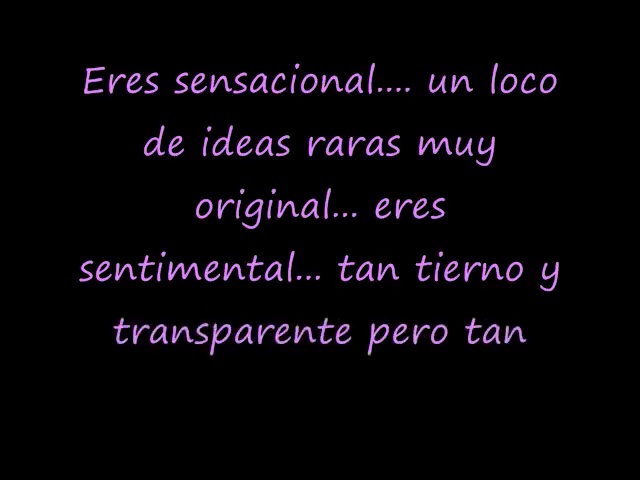 Eres sensacional.... un loco
de ideas raras muy
original... eres
sentimental... tan tierno y
transparente pero tan